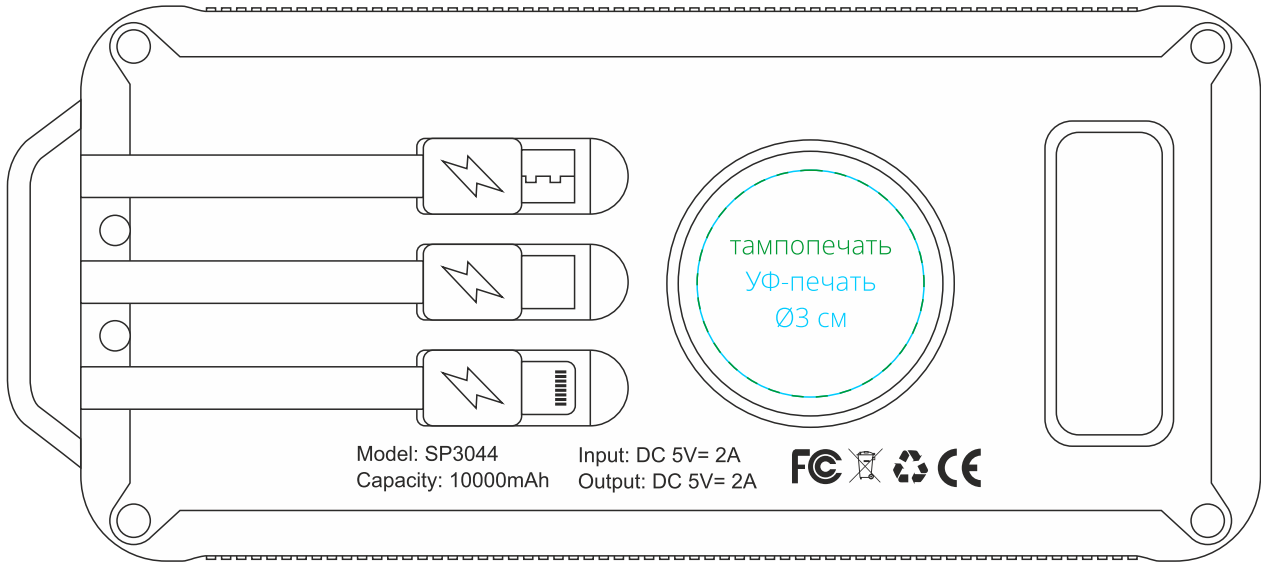 тампопечать
УФ-печать
Ø3 см
Model: SP3044
Capacity: 10000mAh
Input: DC 5V= 2A
Output: DC 5V= 2A
FC CE